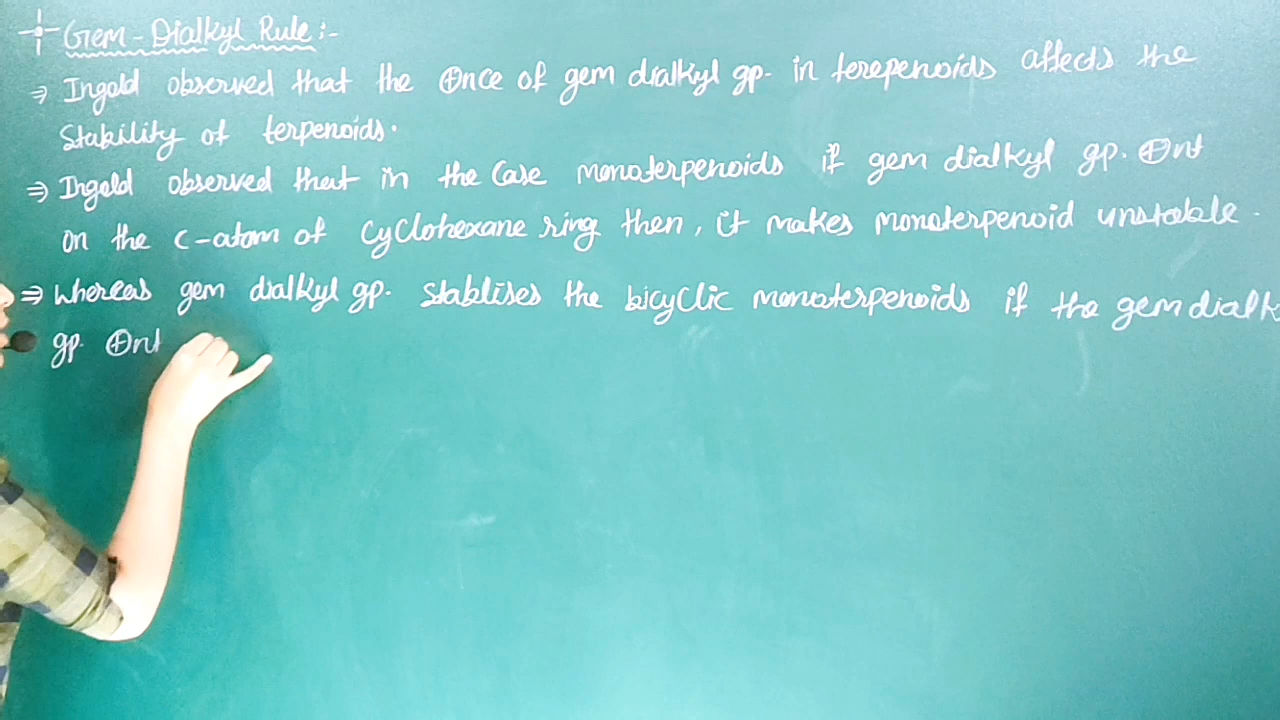 Gem-Dialkyl Rule:-
⇒ Ingold observed that the ⊕nce of gem dialkyl gp. in terepenoids affects the
stability of terpenoids.
⇒ Ingold observed that in the case monoterpenoids if gem dialkyl gp. ⊕nt
on the c-atom of cyclohexane ring then, it makes monoterpenoid unstable.
⇒ whereas gem dialkyl gp. stablises the bicyclic monoterpenoids if the gem dialk
gp. ⊕nt